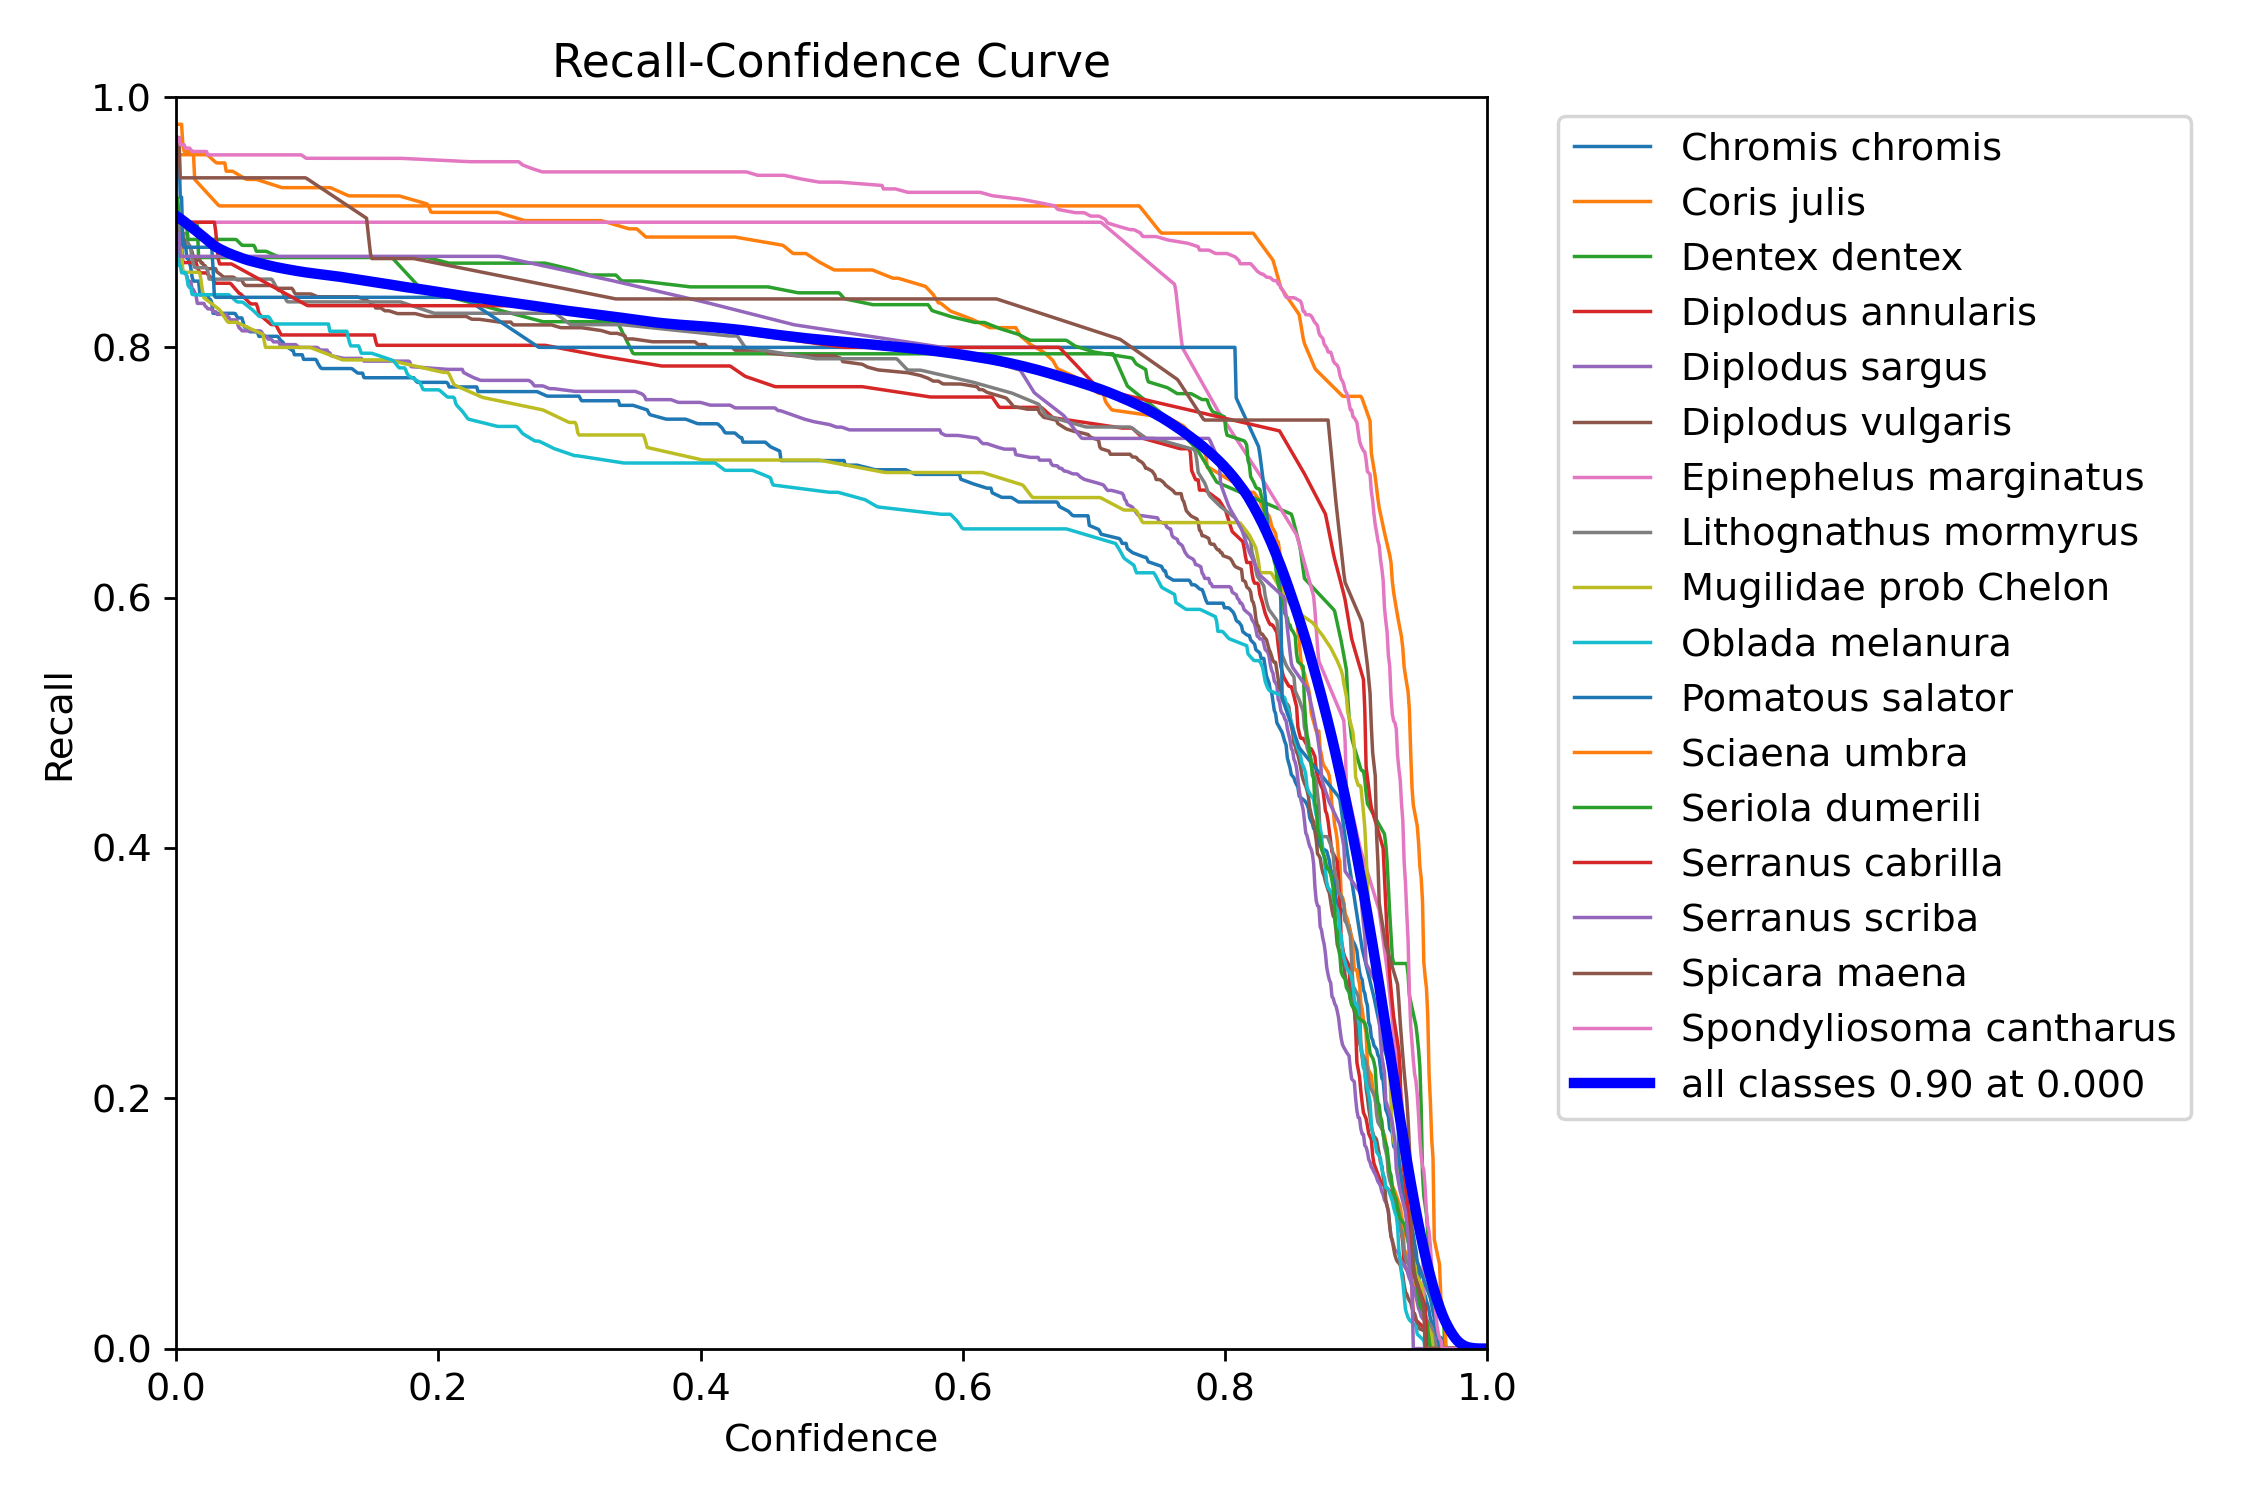 Recall-Confidence Curve
1.0
0.8
0.6
0.4
0.2
0.0
Recall
0.0 0.2 0.4 0.6 0.8 1.0
Confidence
Chromis chromis
Coris julis
Dentex dentex
Diplodus annularis
Diplodus sargus
Diplodus vulgaris
Epinephelus marginatus
Lithognathus mormyrus
Mugilidae prob Chelon
Oblada melanura
Pomatous salator
Sciaena umbra
Seriola dumerili
Serranus cabrilla
Serranus scriba
Spicara maena
Spondyliosoma cantharus
all classes 0.90 at 0.000